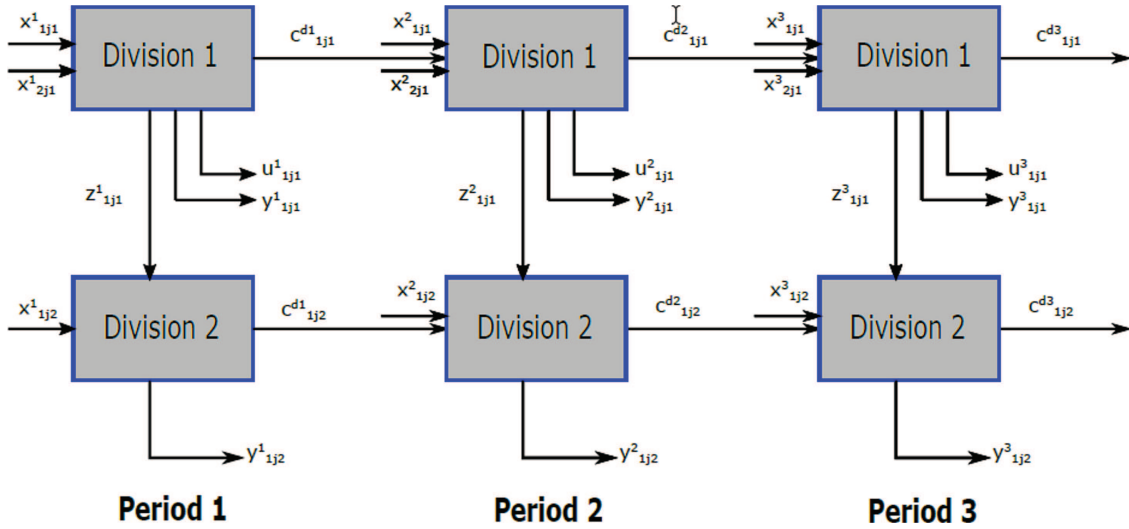 x¹₁ⱼ₁
Division 1
x¹₂ⱼ₁
cᵈ¹₁ⱼ₁
x²₁ⱼ₁
Division 1
x²₂ⱼ₁
cᵈ²₁ⱼ₁
x³₁ⱼ₁
Division 1
x³₂ⱼ₁
cᵈ³₁ⱼ₁
z¹₁ⱼ₁
u¹₁ⱼ₁
y¹₁ⱼ₁
z²₁ⱼ₁
u²₁ⱼ₁
y²₁ⱼ₁
z³₁ⱼ₁
u³₁ⱼ₁
y³₁ⱼ₁
x¹₁ⱼ₂
Division 2
cᵈ¹₁ⱼ₂
x²₁ⱼ₂
Division 2
cᵈ²₁ⱼ₂
x³₁ⱼ₂
Division 2
cᵈ³₁ⱼ₂
y¹₁ⱼ₂
y²₁ⱼ₂
y³₁ⱼ₂
Period 1
Period 2
Period 3